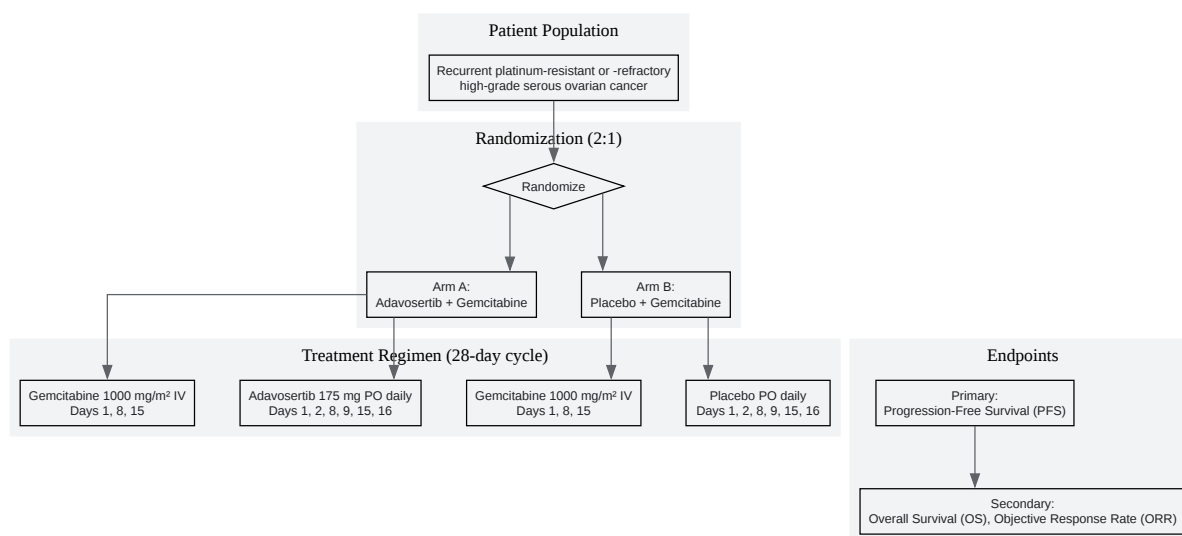 Patient Population
Recurrent platinum-resistant or -refractory
high-grade serous ovarian cancer
Randomization (2:1)
Randomize
Arm A:
Adavosertib + Gemcitabine
Arm B:
Placebo + Gemcitabine
Treatment Regimen (28-day cycle)
Gemcitabine 1000 mg/m² IV
Days 1, 8, 15
Adavosertib 175 mg PO daily
Days 1, 2, 8, 9, 15, 16
Gemcitabine 1000 mg/m² IV
Days 1, 8, 15
Placebo PO daily
Days 1, 2, 8, 9, 15, 16
Endpoints
Primary:
Progression-Free Survival (PFS)
Secondary:
Overall Survival (OS), Objective Response Rate (ORR)